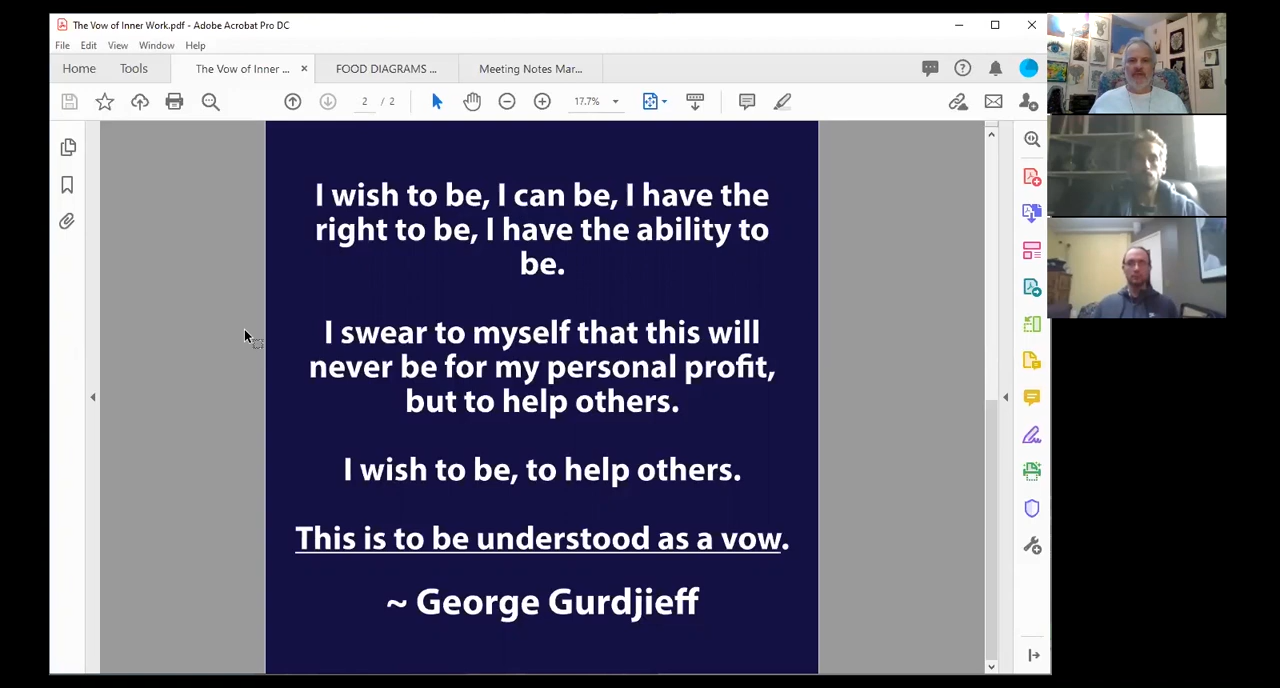 The Vow of Inner Work.pdf - Adobe Acrobat Pro DC
File Edit View Window Help
Home Tools The Vow of Inner ... × FOOD DIAGRAMS ... Meeting Notes Mar...
2 / 2 17.7%
I wish to be, I can be, I have the
right to be, I have the ability to
be.
I swear to myself that this will
never be for my personal profit,
but to help others.
I wish to be, to help others.
This is to be understood as a vow.
~ George Gurdjieff